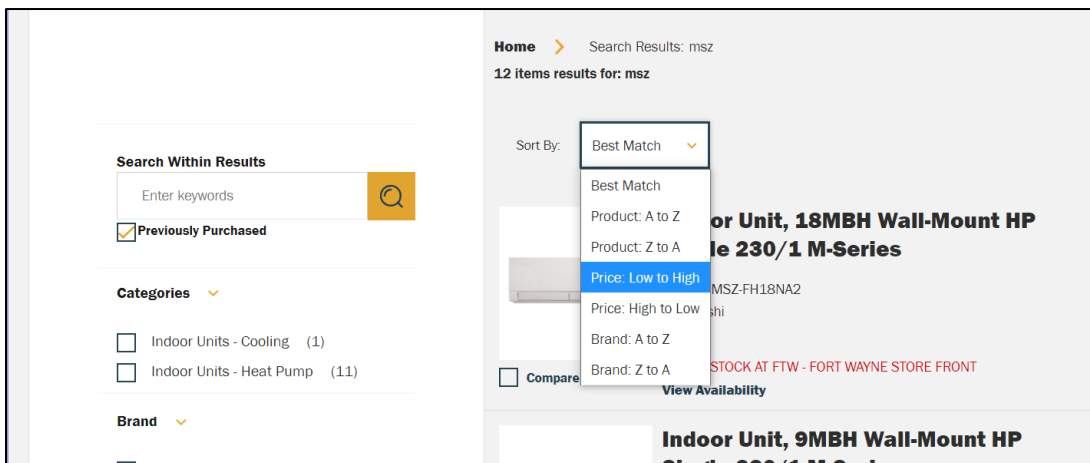 Home > Search Results: msz
12 items results for: msz
Search Within Results
Enter keywords
Previously Purchased
Categories
Indoor Units - Cooling (1)
Indoor Units - Heat Pump (11)
Brand
Sort By: Best Match
Best Match
Product: A to Z
Product: Z to A
Price: Low to High
Price: High to Low
Brand: A to Z
Brand: Z to A
Unit, 18MBH Wall-Mount HP
230/1 M-Series
MSZ-FH18NA2
STOCK AT FTW - FORT WAYNE STORE FRONT
Compare
View Availability
Indoor Unit, 9MBH Wall-Mount HP